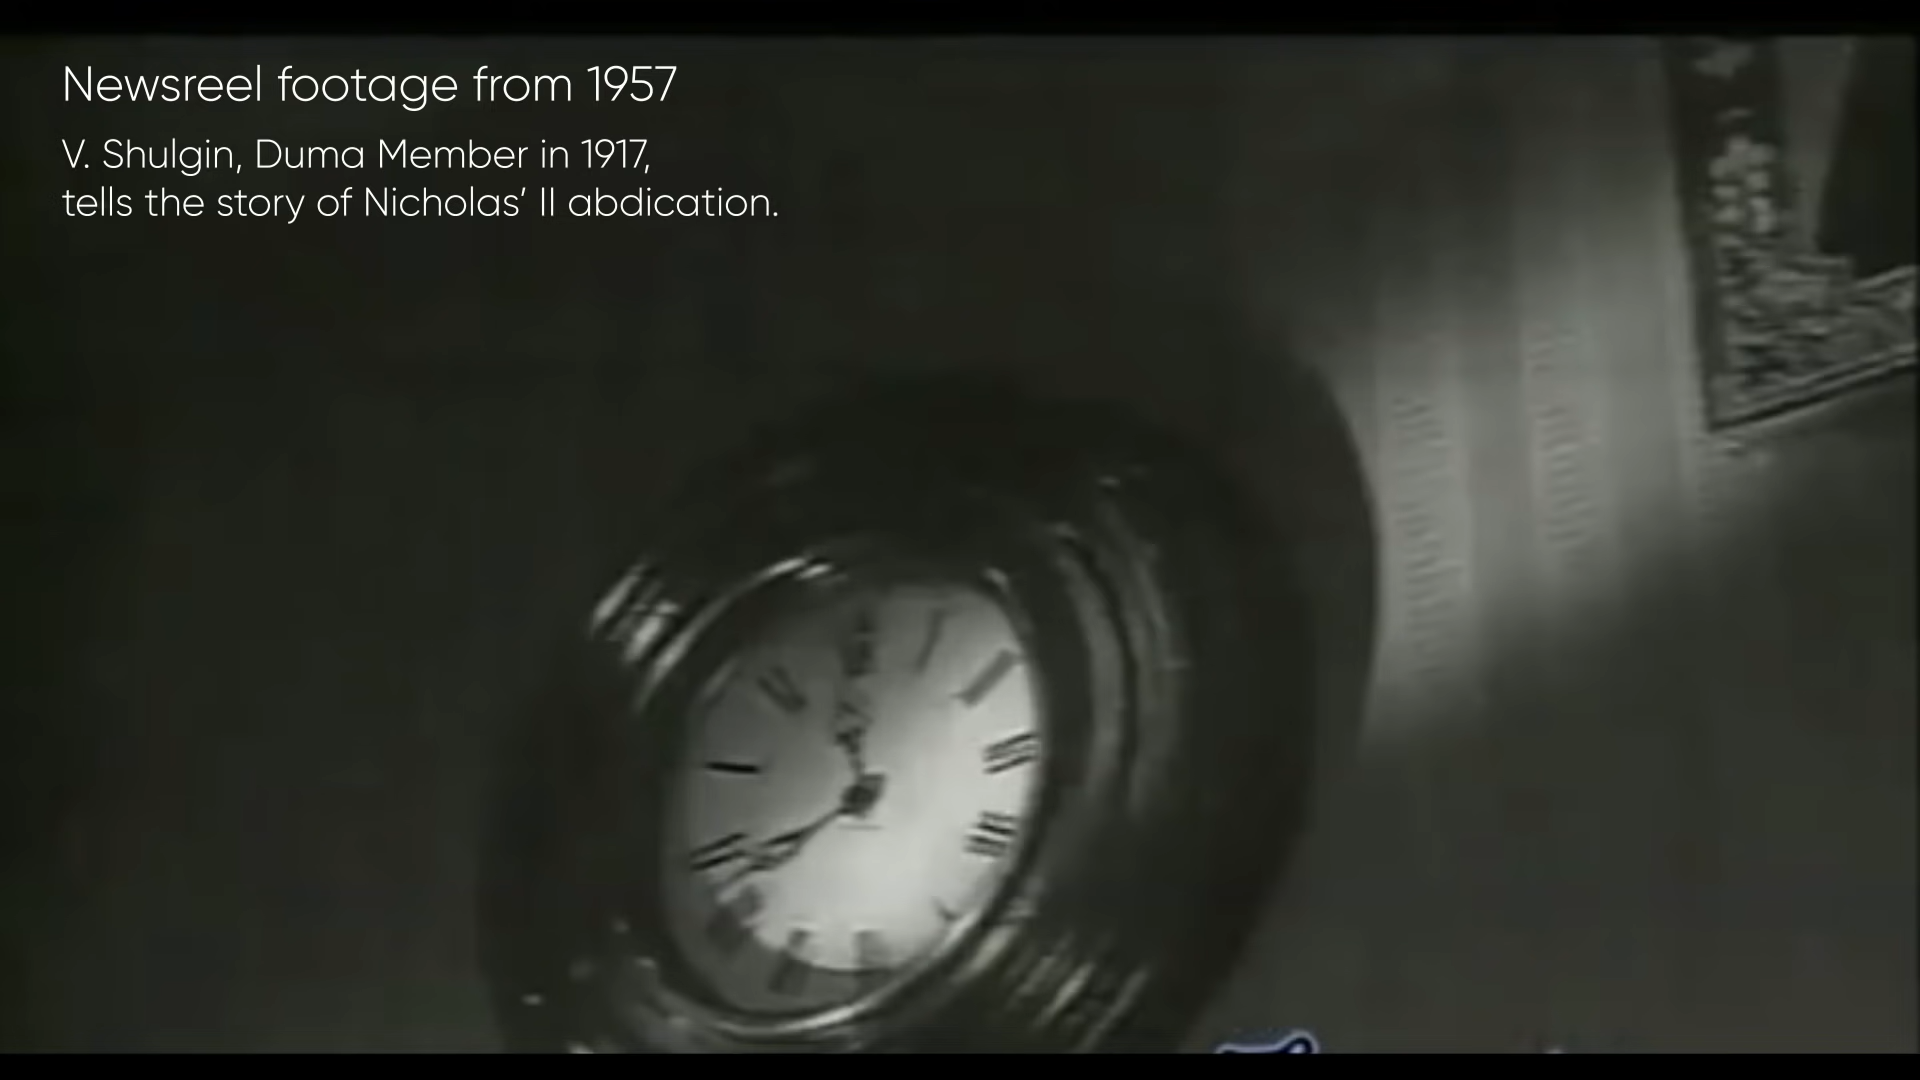 Newsreel footage from 1957
V. Shulgin, Duma Member in 1917,
tells the story of Nicholas’ II abdication.